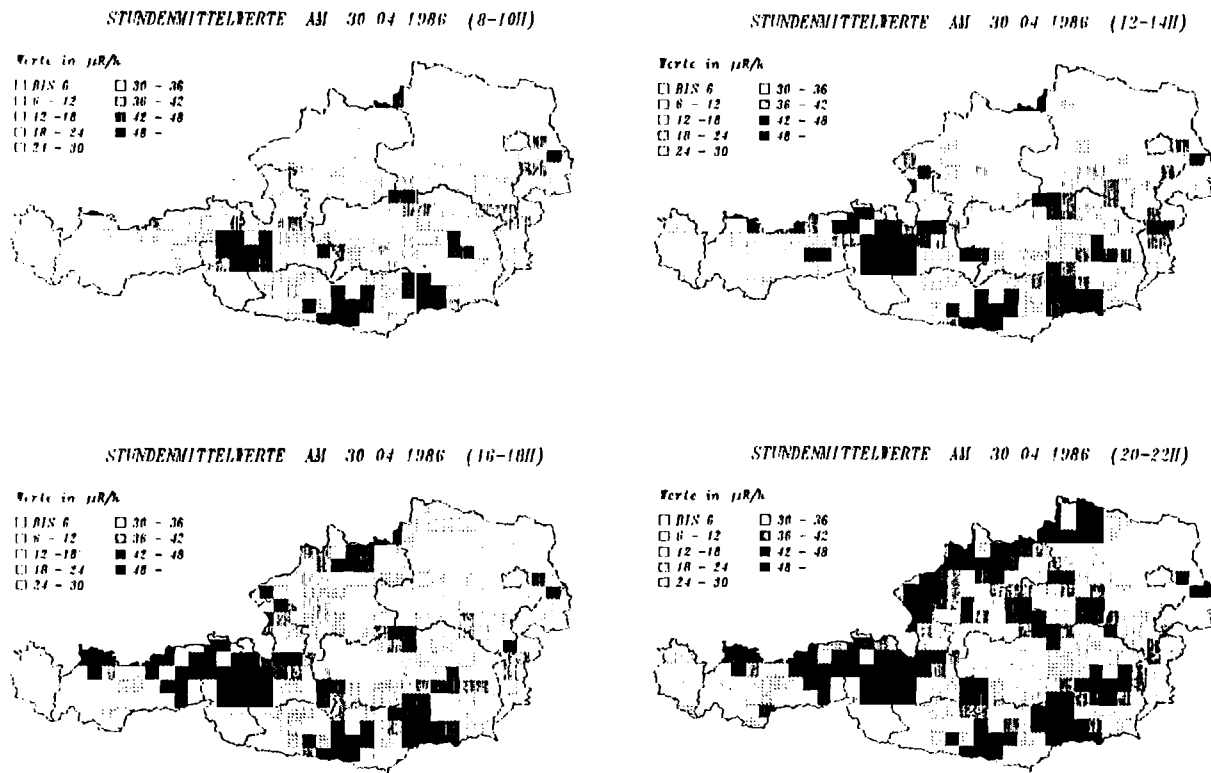 STUNDENMITTELWERTE AM 30 04 1986 (8-10H)
Werte in µR/h
BIS 6
6 - 12
12 -18
18 - 24
24 - 30
30 - 36
36 - 42
42 - 48
48 -
STUNDENMITTELWERTE AM 30 04 1986 (12-14H)
Werte in µR/h
BIS 6
6 - 12
12 -18
18 - 24
24 - 30
30 - 36
36 - 42
42 - 48
48 -
STUNDENMITTELWERTE AM 30 04 1986 (16-18H)
Werte in µR/h
BIS 6
6 - 12
12 -18
18 - 24
24 - 30
30 - 36
36 - 42
42 - 48
48 -
STUNDENMITTELWERTE AM 30 04 1986 (20-22H)
Werte in µR/h
BIS 6
6 - 12
12 -18
18 - 24
24 - 30
30 - 36
36 - 42
42 - 48
48 -